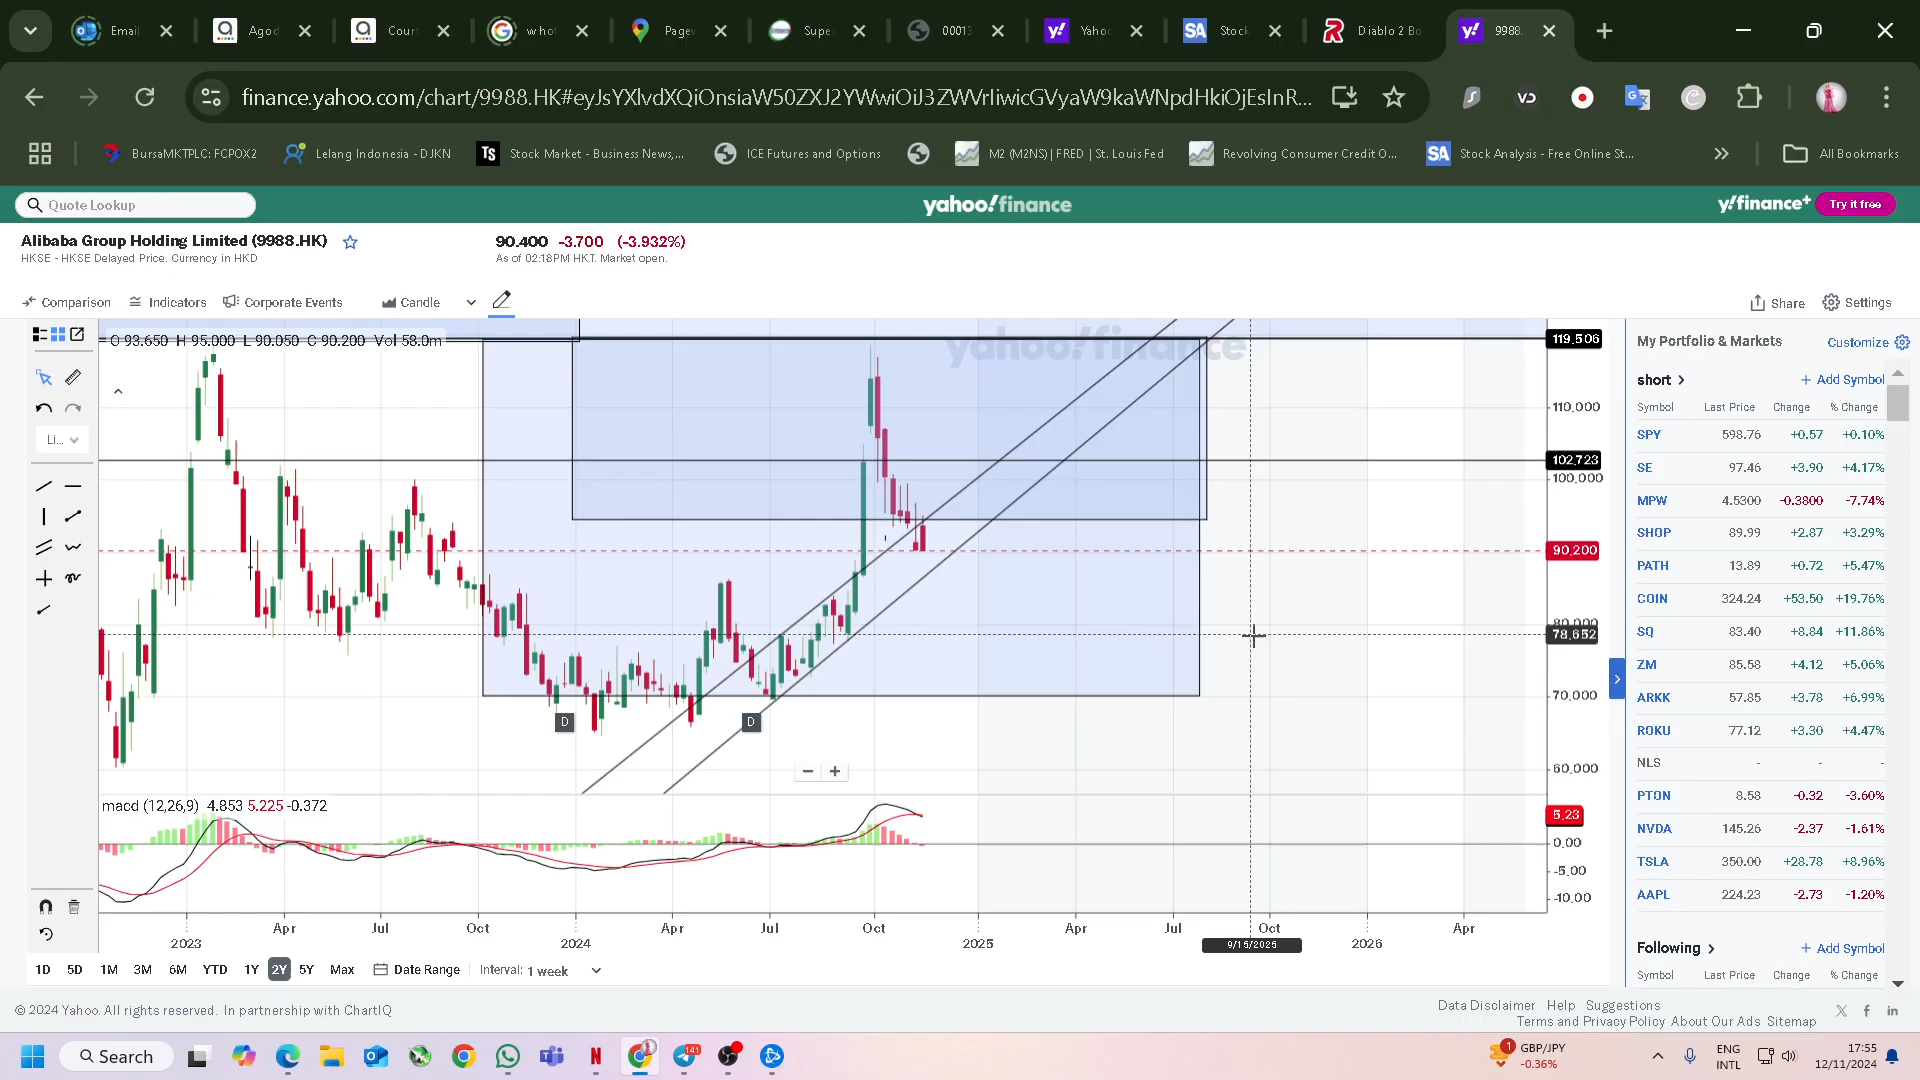 Email
Agod
Cour
w ho
Pagev
Supe
00013
Yahoo
Stock
Diablo 2 Bo
9988.
finance.yahoo.com/chart/9988.HK#eyJsYXlvdXQiOnsiaW50ZXJ2YWwiOiJ3ZWVrIiwicGVyaW9kaWNpdHkiOjEsInR...
BursaMKTPLC: FCPOX2
Lelang Indonesia - DJKN
Stock Market - Business News,...
ICE Futures and Options
M2 (M2NS) | FRED | St. Louis Fed
Revolving Consumer Credit O...
Stock Analysis - Free Online St...
All Bookmarks
Quote Lookup
yahoo!finance
y!finance+
Try it free
Alibaba Group Holding Limited (9988.HK)
90.400 -3.700 (-3.932%)
HKSE - HKSE Delayed Price. Currency in HKD
As of 02:18PM HKT. Market open.
Comparison
Indicators
Corporate Events
Candle
Share
Settings
O 93.650 H 95.000 L 90.050 C 90.200 Vol 58.0m
yahoo!finance
Li...
119.506
110.000
102.723
100.000
90.200
80.000
78.652
70.000
60.000
D
D
macd (12,26,9) 4.853 5.225 -0.372
5.23
0.00
-5.00
-10.00
2023 Apr Jul Oct 2024 Apr Jul Oct 2025 Apr Jul Oct 2026 Apr
9/15/2025
1D 5D 1M 3M 6M YTD 1Y 2Y 5Y Max
Date Range
Interval: 1 week
My Portfolio & Markets
Customize
short
+ Add Symbol
Symbol Last Price Change % Change
SPY 598.76 +0.57 +0.10%
SE 97.46 +3.90 +4.17%
MPW 4.5300 -0.3800 -7.74%
SHOP 89.99 +2.87 +3.29%
PATH 13.89 +0.72 +5.47%
COIN 324.24 +53.50 +19.76%
SQ 83.40 +8.84 +11.86%
ZM 85.58 +4.12 +5.06%
ARKK 57.85 +3.78 +6.99%
ROKU 77.12 +3.30 +4.47%
NLS - - -
PTON 8.58 -0.32 -3.60%
NVDA 145.26 -2.37 -1.61%
TSLA 350.00 +28.78 +8.96%
AAPL 224.23 -2.73 -1.20%
Following
+ Add Symbol
Symbol Last Price Change % Change
© 2024 Yahoo. All rights reserved. In partnership with ChartIQ
Data Disclaimer Help Suggestions
Terms and Privacy Policy About Our Ads Sitemap
Search
141
1
GBP/JPY
-0.36%
ENG
INTL
17:55
12/11/2024